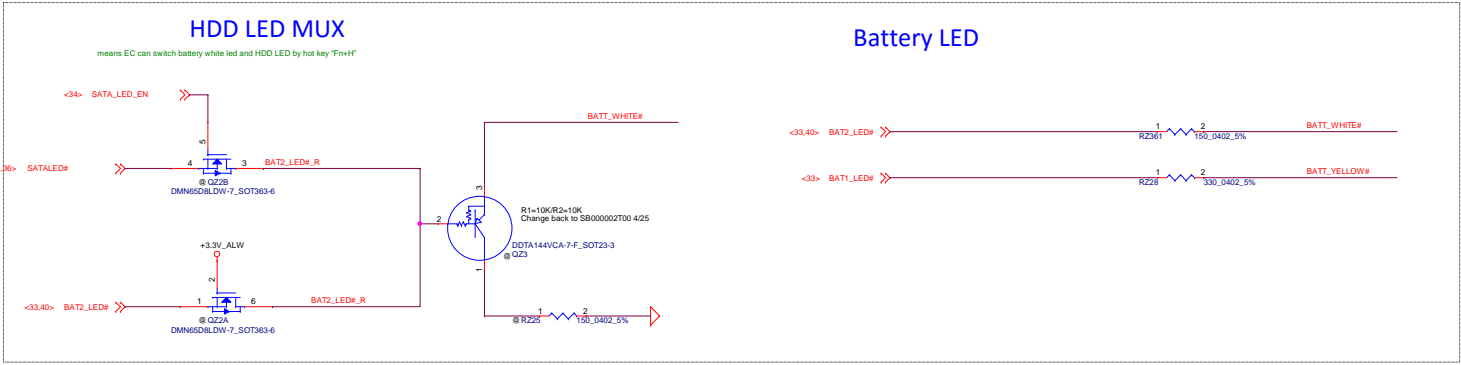 HDD LED MUX
means EC can switch battery white led and HDD LED by hot key "Fn+H"
<34> SATA_LED_EN
5
36> SATALED#
4
3
BAT2_LED#_R
@ QZ2B
DMN65D8LDW-7_SOT363-6
+3.3V_ALW
2
<33,40> BAT2_LED#
1
6
BAT2_LED#_R
@ QZ2A
DMN65D8LDW-7_SOT363-6
BATT_WHITE#
3
2
R1=10K/R2=10K
Change back to SB000002T00 4/25
DDTA144VCA-7-F_SOT23-3
@ QZ3
1
1
2
@ RZ25
150_0402_5%
Battery LED
<33,40> BAT2_LED#
1
2
RZ361
150_0402_5%
BATT_WHITE#
<33> BAT1_LED#
1
2
RZ28
330_0402_5%
BATT_YELLOW#